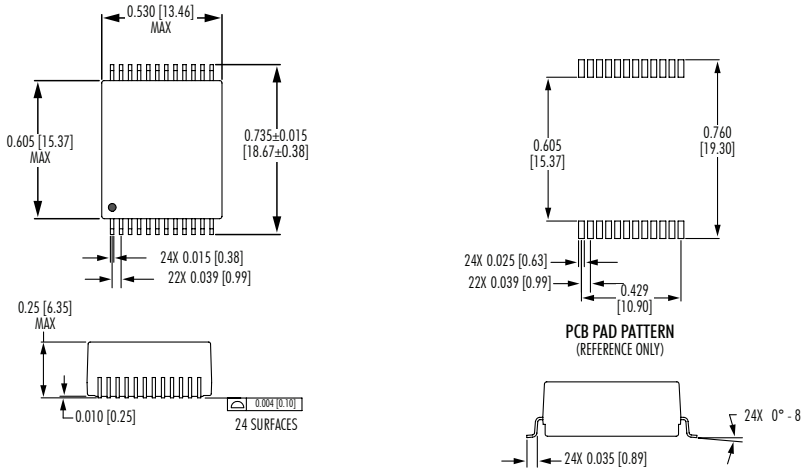 0.530 [13.46]
MAX
0.605 [15.37]
MAX
0.735±0.015
[18.67±0.38]
24X 0.015 [0.38]
22X 0.039 [0.99]
0.605
[15.37]
0.760
[19.30]
24X 0.025 [0.63]
22X 0.039 [0.99]
0.429
[10.90]
PCB PAD PATTERN
(REFERENCE ONLY)
0.25 [6.35]
MAX
0.010 [0.25]
0.004 [0.10]
24 SURFACES
24X 0° - 8
24X 0.035 [0.89]